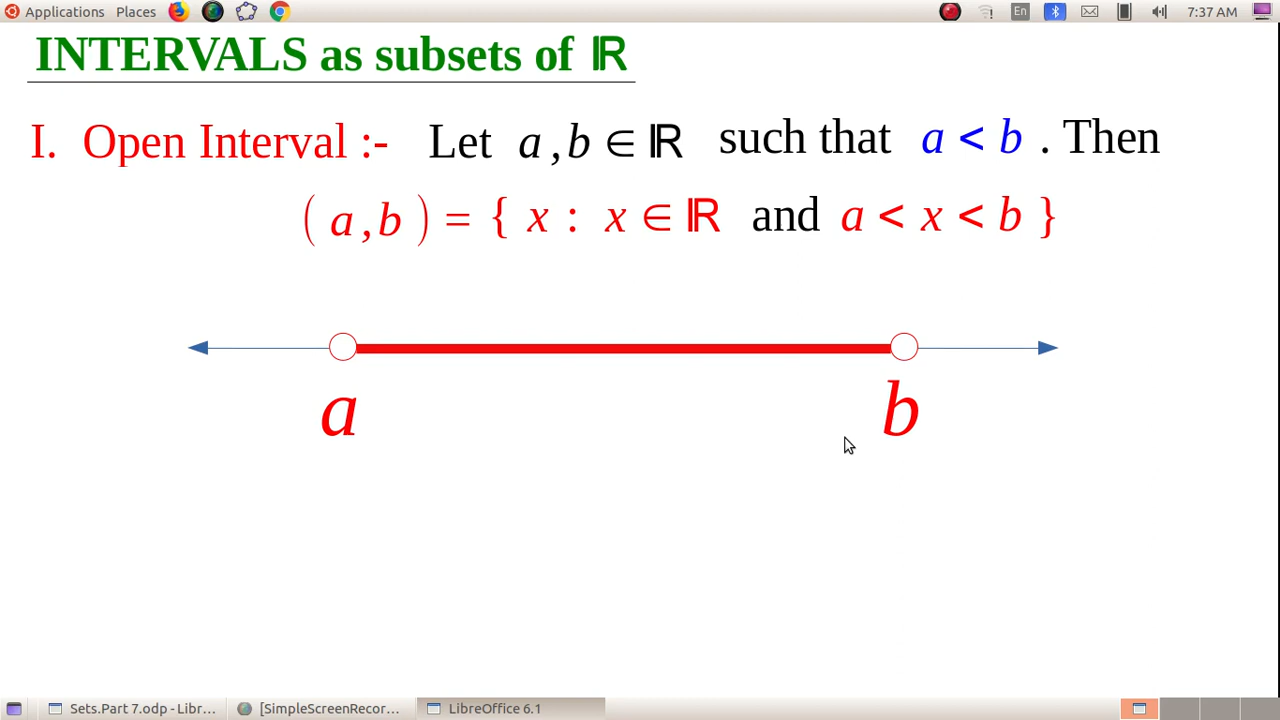 Applications Places En 7:37 AM
INTERVALS as subsets of ℝ
I. Open Interval :- Let a , b ∈ ℝ such that a < b . Then
( a , b ) = { x : x ∈ ℝ and a < x < b }
a b
Sets.Part 7.odp - Libr... [SimpleScreenRecor... LibreOffice 6.1